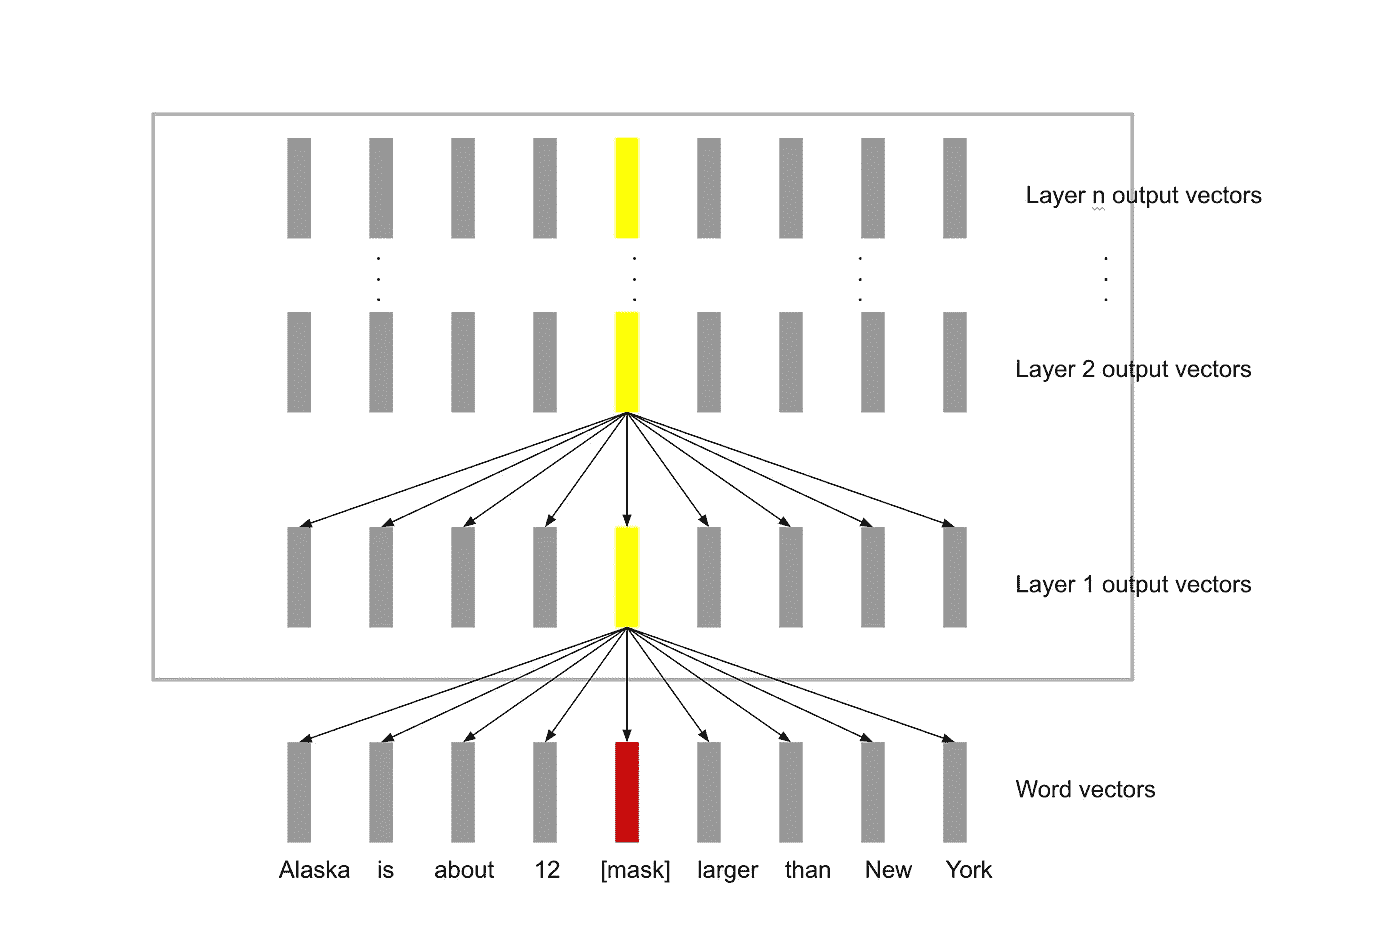 Layer n output vectors
Layer 2 output vectors
Layer 1 output vectors
Word vectors
Alaska is about 12 [mask] larger than New York